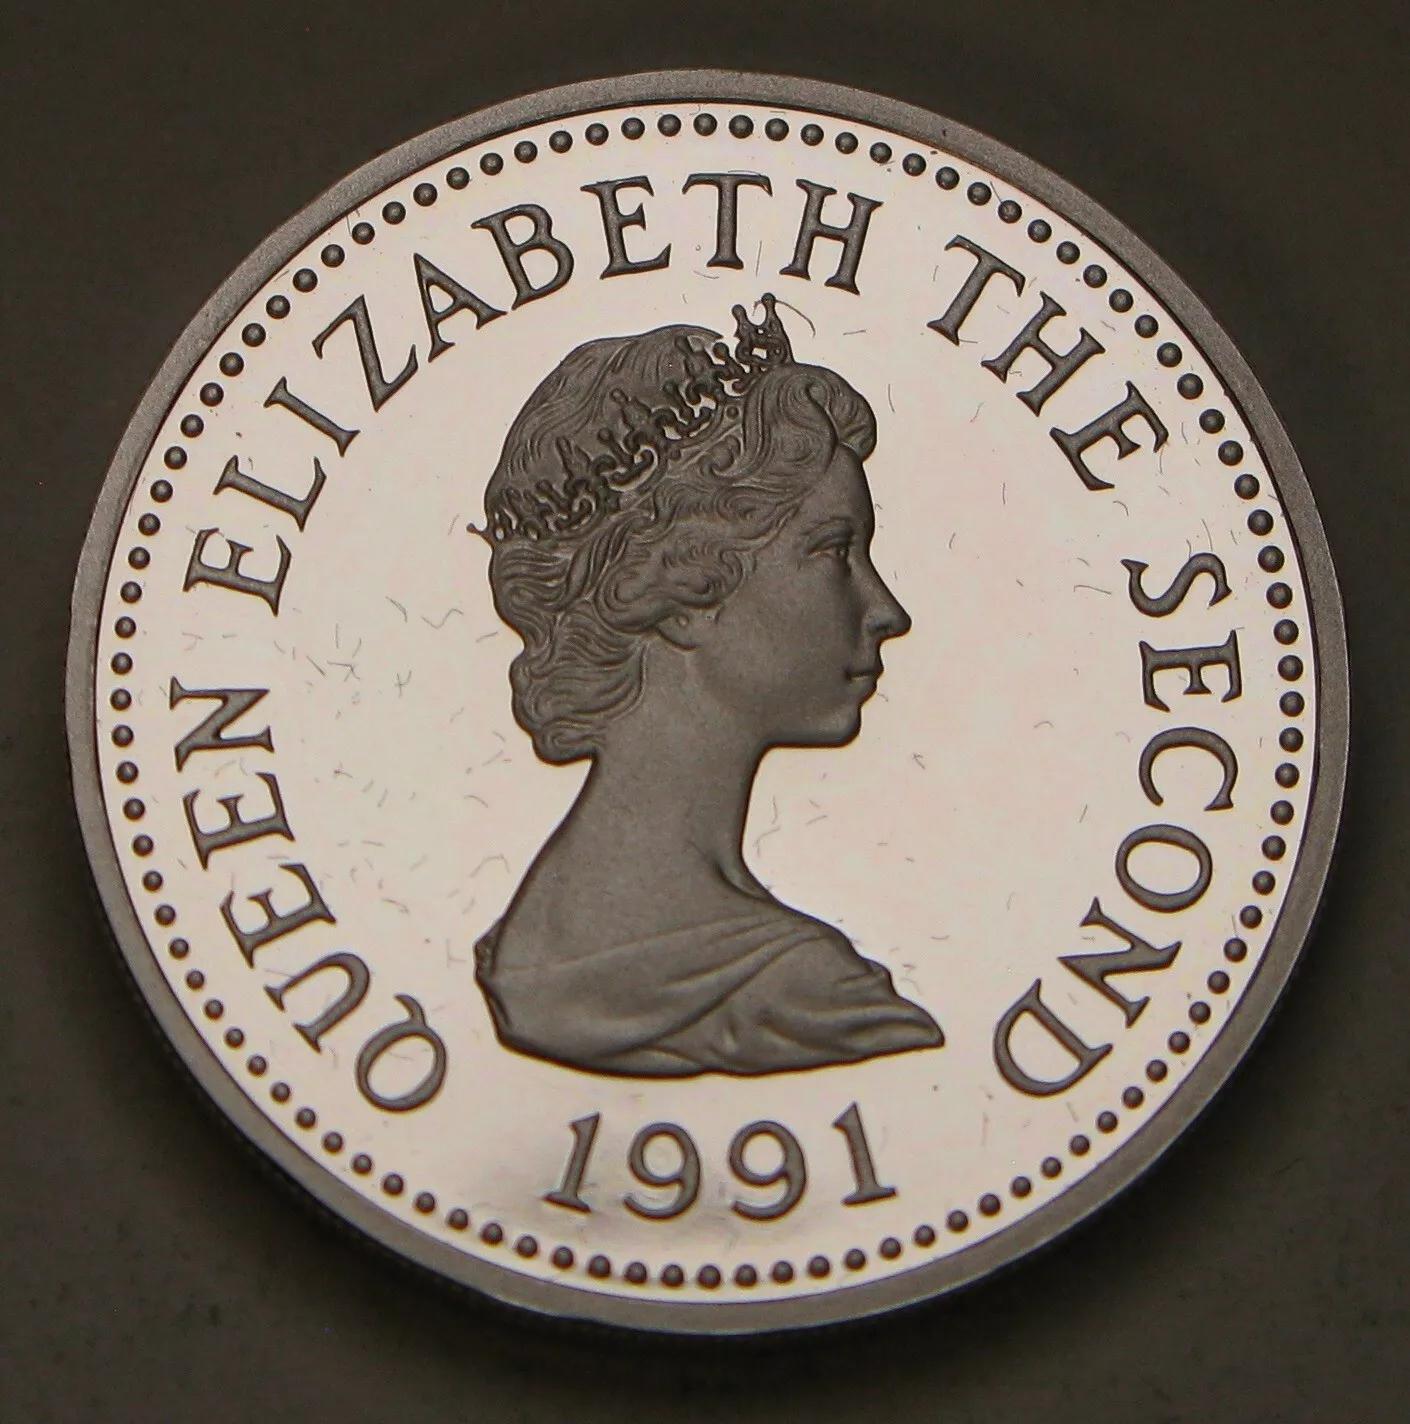 QUEEN ELIZABETH THE SECOND
1991